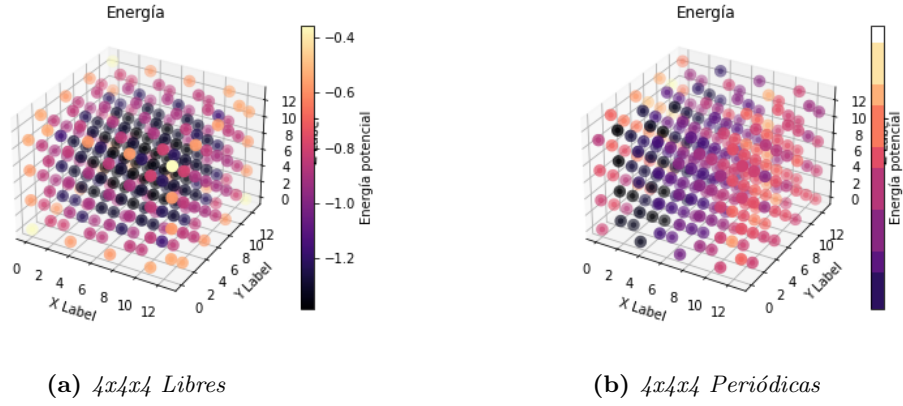 Energía
−0.4
−0.6
−0.8
−1.0
−1.2
Energía potencial
12
10
8
6
4
2
0
0 2 4 6 8 10 12
X Label
0 2 4 6 8 10 12
Y Label
(a) 4x4x4 Libres
Energía
Energía potencial
12
10
8
6
4
2
0
0 2 4 6 8 10 12
X Label
0 2 4 6 8 10 12
Y Label
(b) 4x4x4 Periódicas